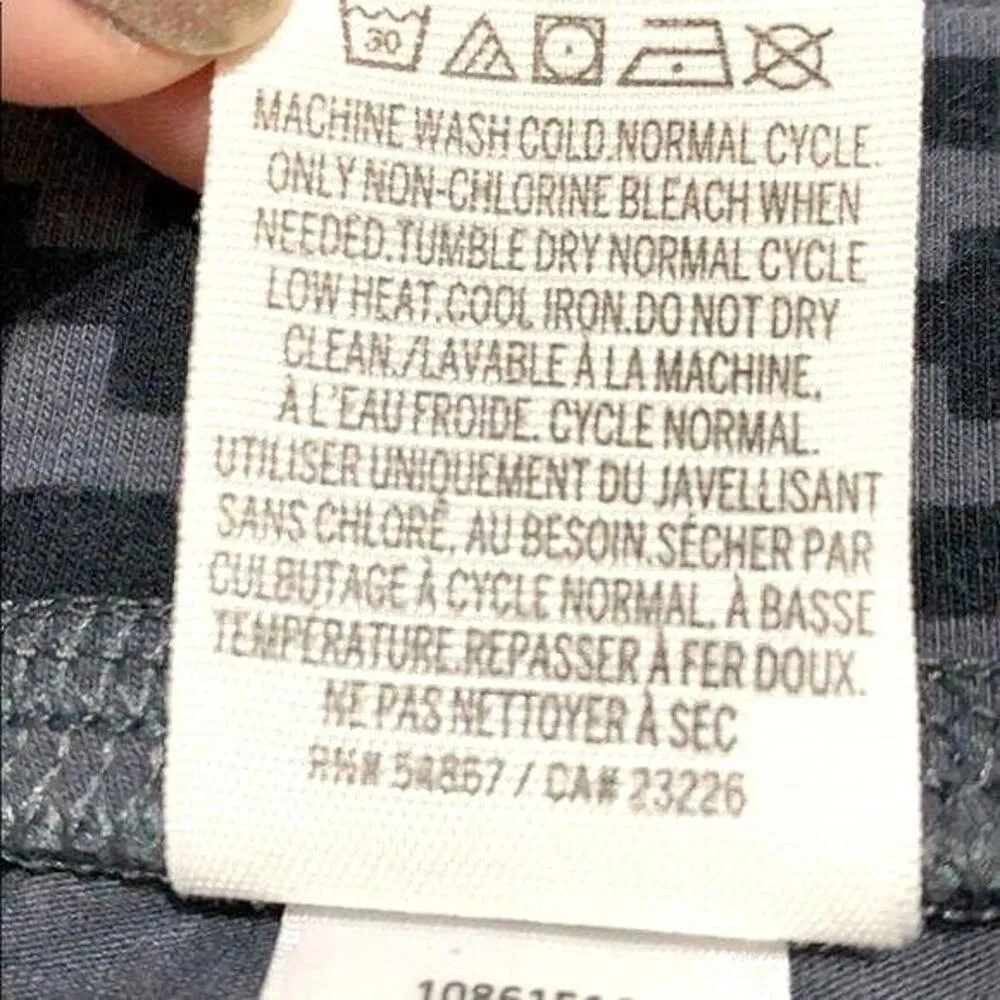 30
MACHINE WASH COLD.NORMAL CYCLE.
ONLY NON-CHLORINE BLEACH WHEN
NEEDED.TUMBLE DRY NORMAL CYCLE
LOW HEAT.COOL IRON.DO NOT DRY
CLEAN./LAVABLE À LA MACHINE.
À L'EAU FROIDE. CYCLE NORMAL.
UTILISER UNIQUEMENT DU JAVELLISANT
SANS CHLORE, AU BESOIN.SÉCHER PAR
CULBUTAGE À CYCLE NORMAL, À BASSE
TEMPÉRATURE.REPASSER À FER DOUX.
NE PAS NETTOYER À SEC
RN# 54867 / CA# 23226